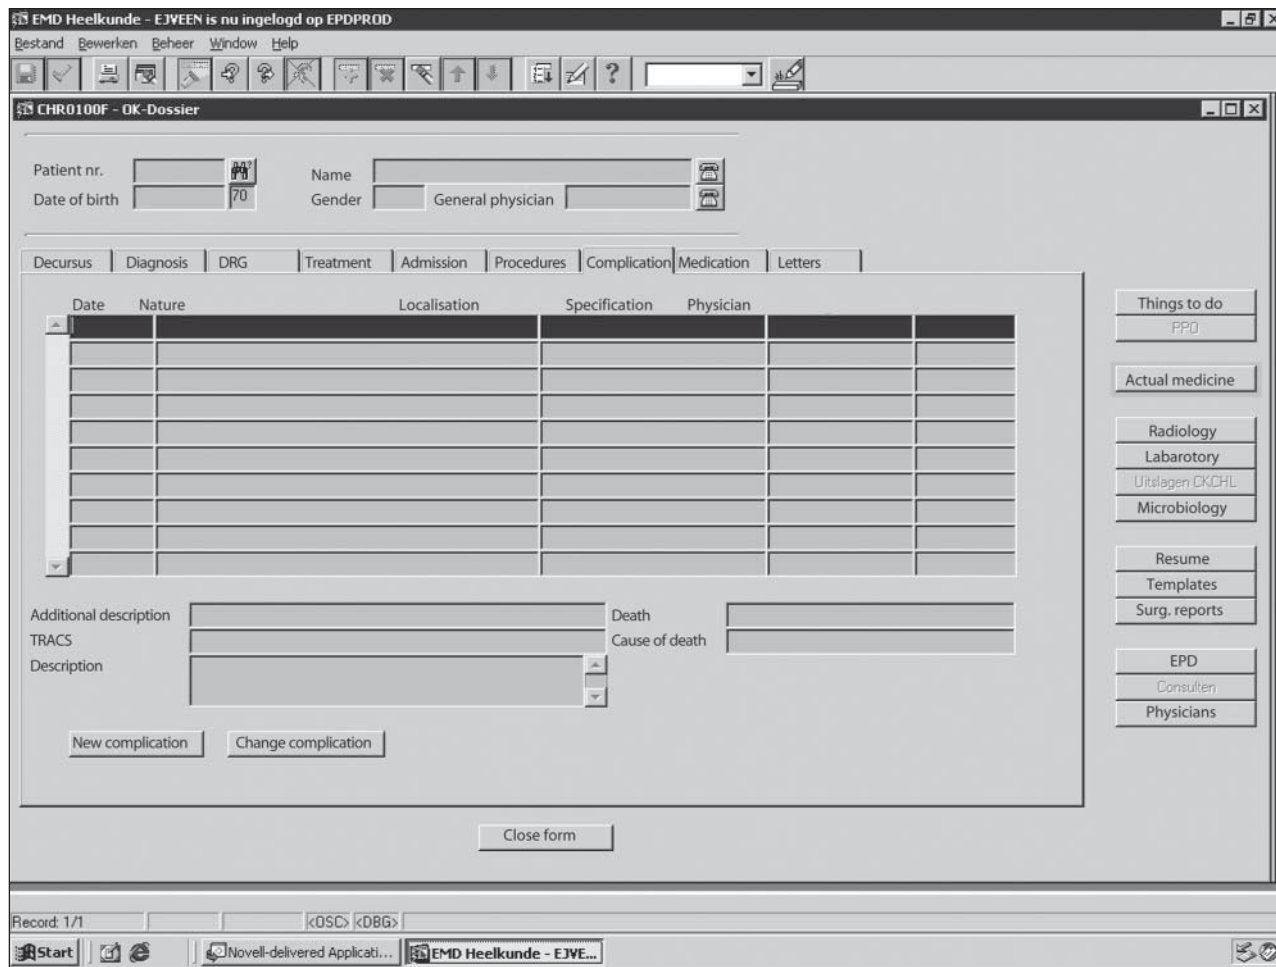 EMD Heelkunde - EJVEEN is nu ingelogd op EPDPROD
Bestand Bewerken Beheer Window Help
CHR0100F - OK-Dossier
Patient nr. Name
Date of birth 70 Gender General physician
Decursus Diagnosis DRG Treatment Admission Procedures Complication Medication Letters
Date Nature Localisation Specification Physician
Things to do
PPO
Actual medicine
Radiology
Labarotory
Uitslagen CKCHL
Microbiology
Resume
Templates
Surg. reports
EPD
Consulten
Physicians
Additional description Death
TRACS Cause of death
Description
New complication Change complication
Close form
Record: 1/1 <OSC> <DBG>
Start Novell-delivered Applicati... EMD Heelkunde - EJVE...